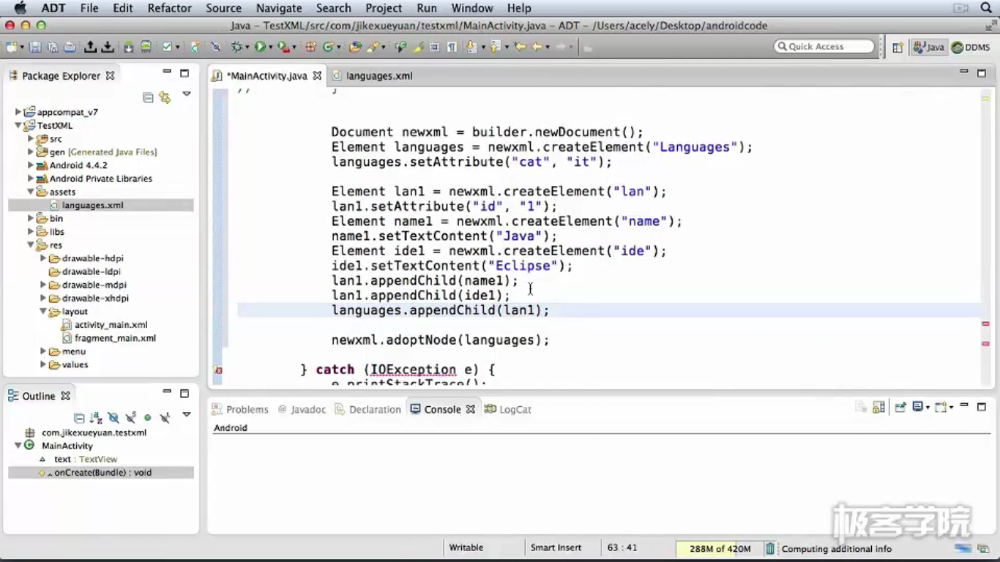 ADT File Edit Refactor Source Navigate Search Project Run Window Help
Java - TestXML/src/com/jikexueyuan/testxml/MainActivity.java - ADT - /Users/acely/Desktop/androidcode
Quick Access
Java
DDMS
Package Explorer
appcompat_v7
TestXML
src
gen [Generated Java Files]
Android 4.4.2
Android Private Libraries
assets
languages.xml
bin
libs
res
drawable-hdpi
drawable-ldpi
drawable-mdpi
drawable-xhdpi
layout
activity_main.xml
fragment_main.xml
menu
values
Outline
com.jikexueyuan.testxml
MainActivity
text : TextView
onCreate(Bundle) : void
*MainActivity.java
languages.xml
// }
Document newxml = builder.newDocument();
Element languages = newxml.createElement("Languages");
languages.setAttribute("cat", "it");
Element lan1 = newxml.createElement("lan");
lan1.setAttribute("id", "1");
Element name1 = newxml.createElement("name");
name1.setTextContent("Java");
Element ide1 = newxml.createElement("ide");
ide1.setTextContent("Eclipse");
lan1.appendChild(name1);
lan1.appendChild(ide1);
languages.appendChild(lan1);
newxml.adoptNode(languages);
} catch (IOException e) {
e.printStackTrace();
Problems
@ Javadoc
Declaration
Console
LogCat
Android
极客学院
Writable
Smart Insert
63 : 41
288M of 420M
Computing additional info